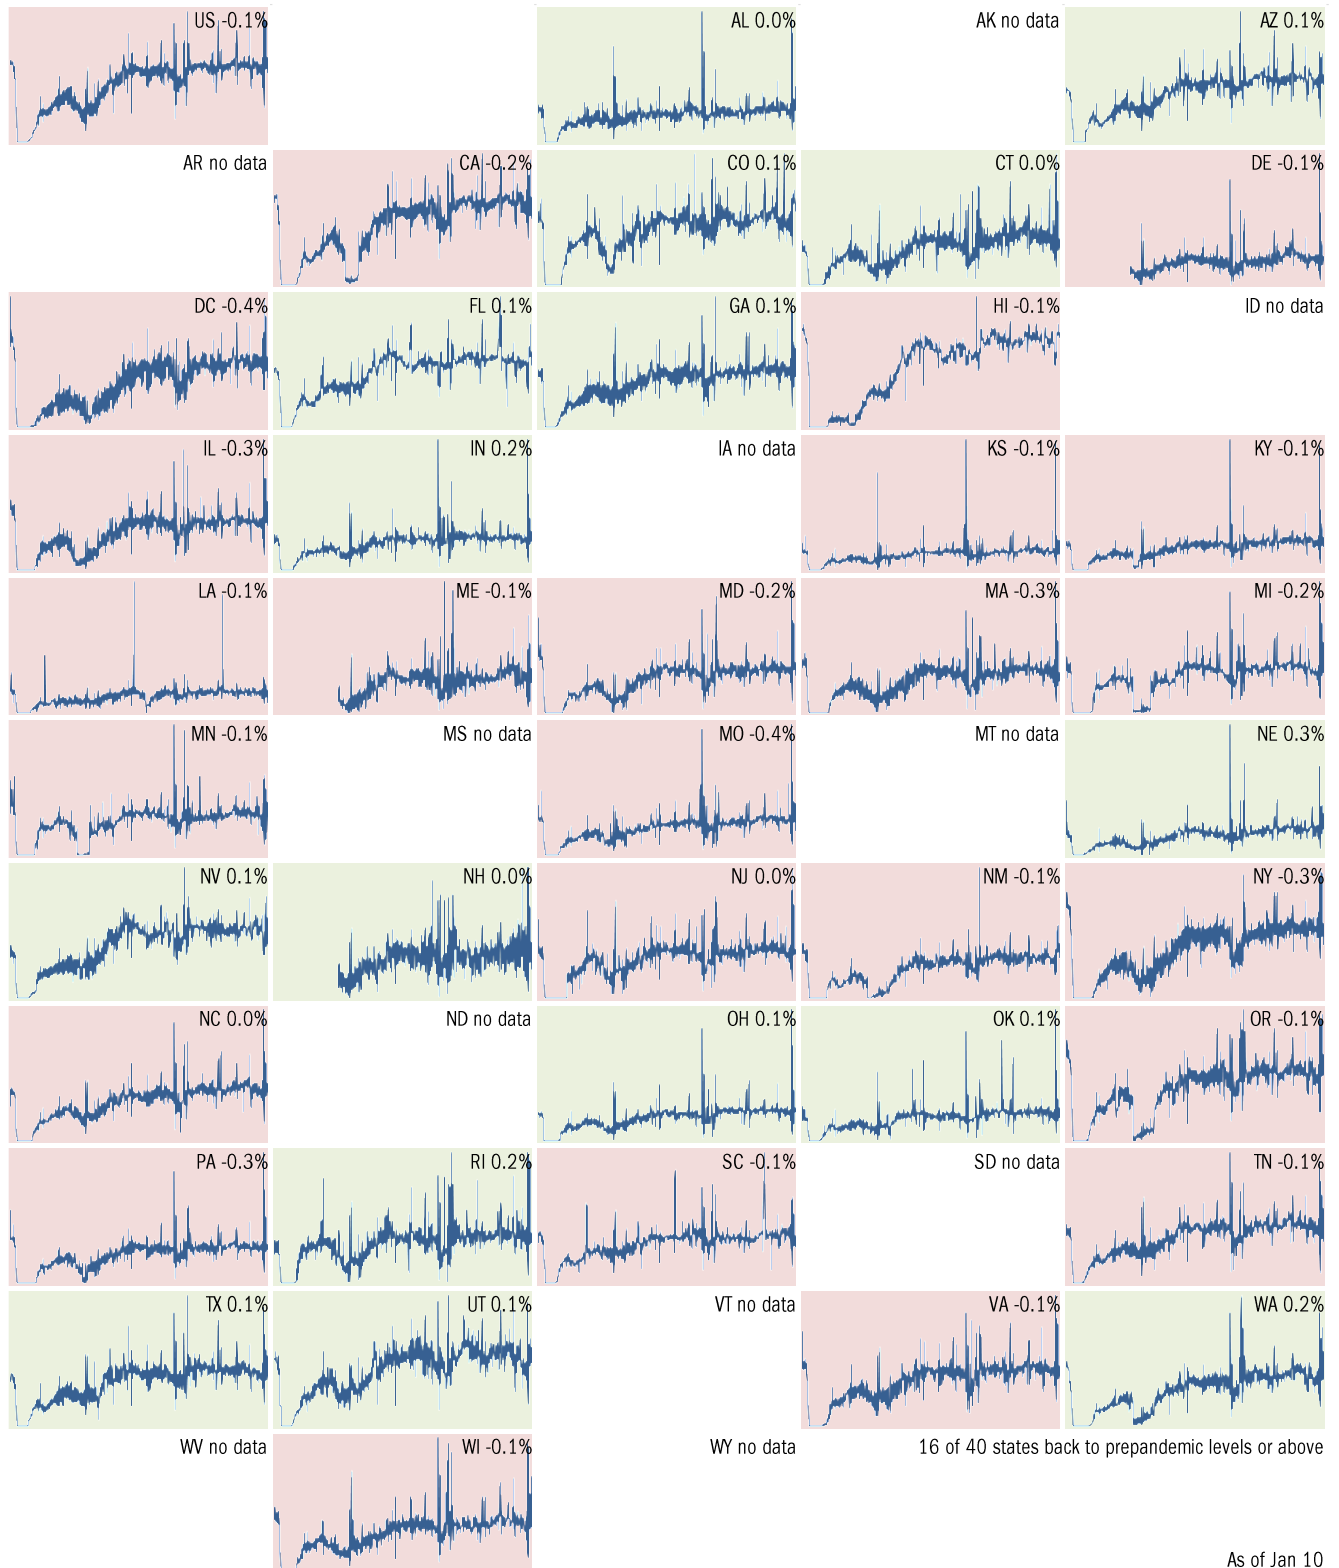 US -0.1%
AL 0.0%
AK no data
AZ 0.1%
AR no data
CA -0.2%
CO 0.1%
CT 0.0%
DE -0.1%
DC -0.4%
FL 0.1%
GA 0.1%
HI -0.1%
ID no data
IL -0.3%
IN 0.2%
IA no data
KS -0.1%
KY -0.1%
LA -0.1%
ME -0.1%
MD -0.2%
MA -0.3%
MI -0.2%
MN -0.1%
MS no data
MO -0.4%
MT no data
NE 0.3%
NV 0.1%
NH 0.0%
NJ 0.0%
NM -0.1%
NY -0.3%
NC 0.0%
ND no data
OH 0.1%
OK 0.1%
OR -0.1%
PA -0.3%
RI 0.2%
SC -0.1%
SD no data
TN -0.1%
TX 0.1%
UT 0.1%
VT no data
VA -0.1%
WA 0.2%
WV no data
WI -0.1%
WY no data
16 of 40 states back to prepandemic levels or above
As of Jan 10